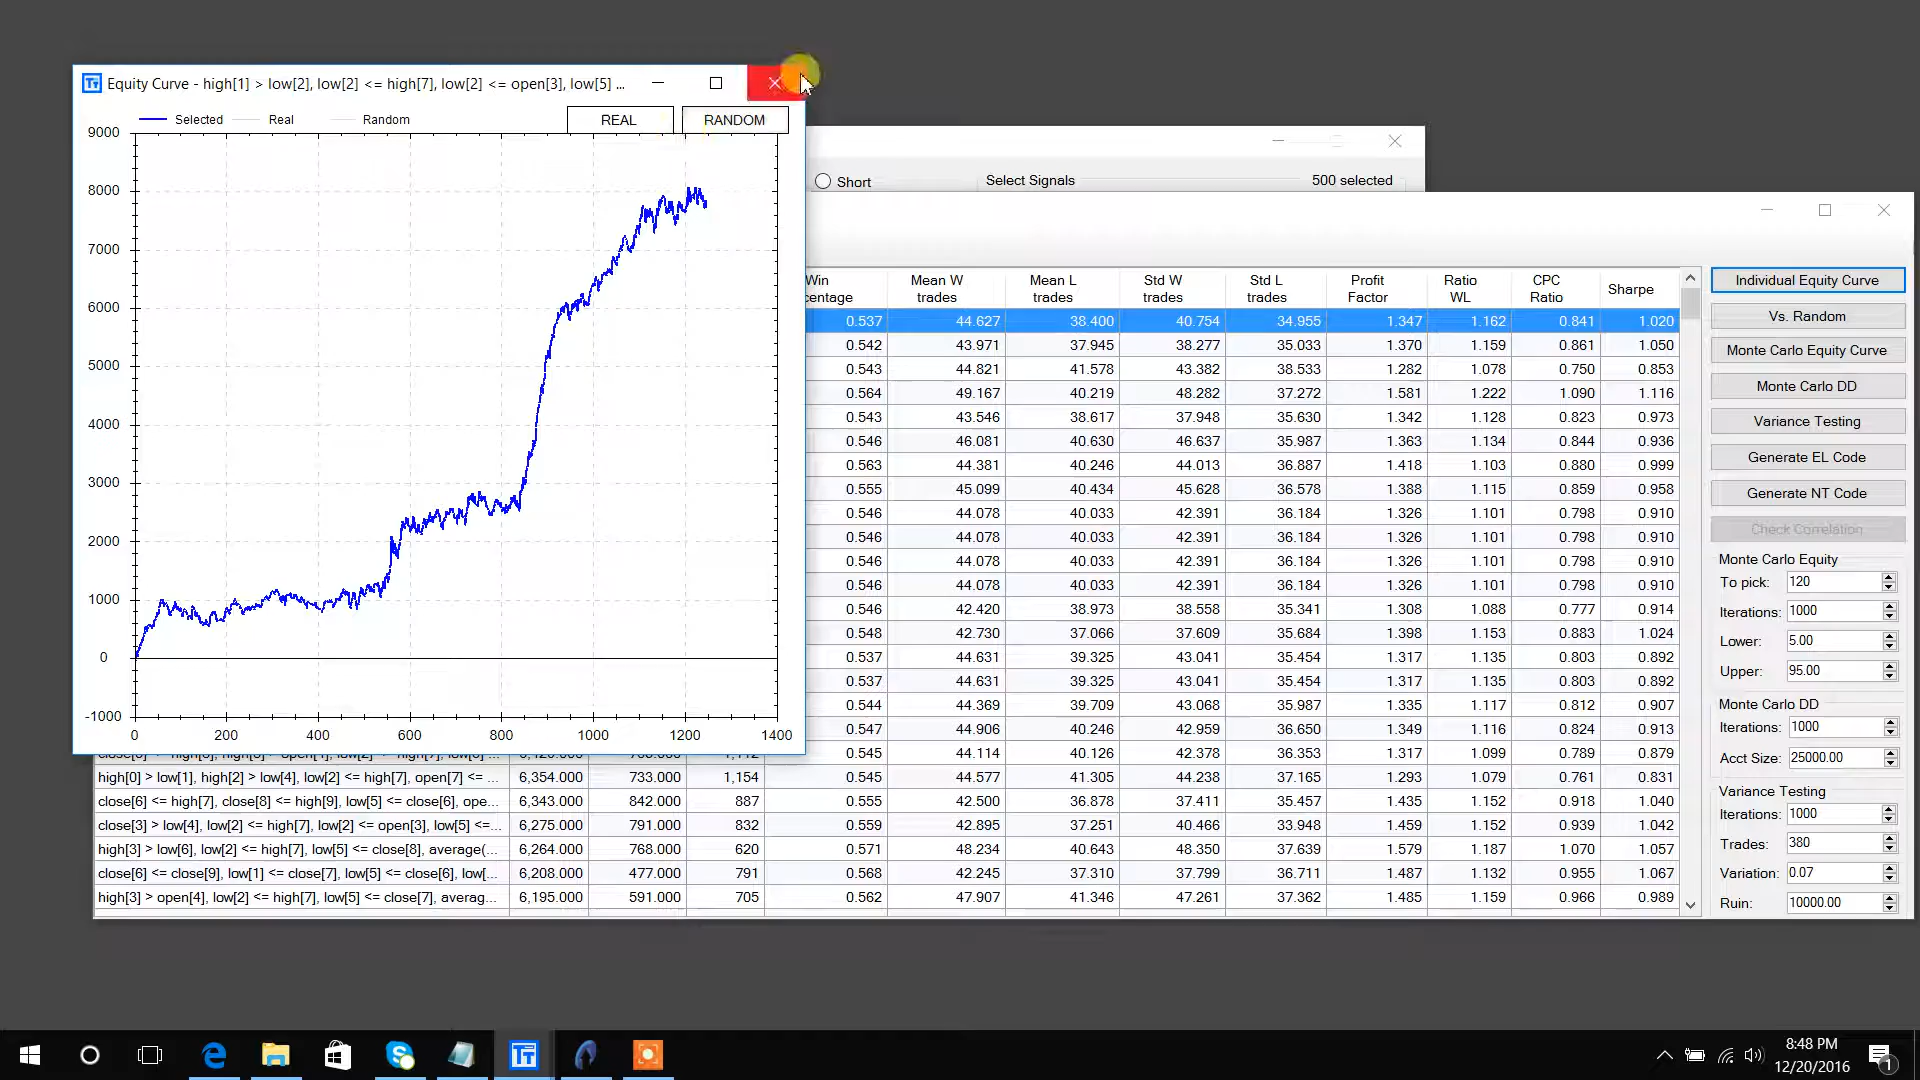 Equity Curve - high[1] > low[2], low[2] <= high[7], low[2] <= open[3], low[5] ...
Selected Real Random REAL RANDOM
9000
8000
7000
6000
5000
4000
3000
2000
1000
0
-1000
0 200 400 600 800 1000 1200 1400
Short Select Signals 500 selected
Win centage Mean W trades Mean L trades Std W trades Std L trades Profit Factor Ratio WL CPC Ratio Sharpe
0.537 44.627 38.400 40.754 34.955 1.347 1.162 0.841 1.020
0.542 43.971 37.945 38.277 35.033 1.370 1.159 0.861 1.050
0.543 44.821 41.578 43.382 38.533 1.282 1.078 0.750 0.853
0.564 49.167 40.219 48.282 37.272 1.581 1.222 1.090 1.116
0.543 43.546 38.617 37.948 35.630 1.342 1.128 0.823 0.973
0.546 46.081 40.630 46.637 35.987 1.363 1.134 0.844 0.936
0.563 44.381 40.246 44.013 36.887 1.418 1.103 0.880 0.999
0.555 45.099 40.434 45.628 36.578 1.388 1.115 0.859 0.958
0.546 44.078 40.033 42.391 36.184 1.326 1.101 0.798 0.910
0.546 44.078 40.033 42.391 36.184 1.326 1.101 0.798 0.910
0.546 44.078 40.033 42.391 36.184 1.326 1.101 0.798 0.910
0.546 44.078 40.033 42.391 36.184 1.326 1.101 0.798 0.910
0.546 42.420 38.973 38.558 35.341 1.308 1.088 0.777 0.914
0.548 42.730 37.066 37.609 35.684 1.398 1.153 0.883 1.024
0.537 44.631 39.325 43.041 35.454 1.317 1.135 0.803 0.892
0.537 44.631 39.325 43.041 35.454 1.317 1.135 0.803 0.892
0.544 44.369 39.709 43.068 35.987 1.335 1.117 0.812 0.907
0.547 44.906 40.246 42.959 36.650 1.349 1.116 0.824 0.913
0.545 44.114 40.126 42.378 36.353 1.317 1.099 0.789 0.879
high[0] > low[1], high[2] > low[4], low[2] <= high[7], open[7] <= ... 6,354.000 733.000 1,154 0.545 44.577 41.305 44.238 37.165 1.293 1.079 0.761 0.831
close[6] <= high[7], close[8] <= high[9], low[5] <= close[6], ope... 6,343.000 842.000 887 0.555 42.500 36.878 37.411 35.457 1.435 1.152 0.918 1.040
close[3] > low[4], low[2] <= high[7], low[2] <= open[3], low[5] <=... 6,275.000 791.000 832 0.559 42.895 37.251 40.466 33.948 1.459 1.152 0.939 1.042
high[3] > low[6], low[2] <= high[7], low[5] <= close[8], average(... 6,264.000 768.000 620 0.571 48.234 40.643 48.350 37.639 1.579 1.187 1.070 1.057
close[6] <= close[9], low[1] <= close[7], low[5] <= close[6], low[... 6,208.000 477.000 791 0.568 42.245 37.310 37.799 36.711 1.487 1.132 0.955 1.067
high[3] > open[4], low[2] <= high[7], low[5] <= close[7], averag... 6,195.000 591.000 705 0.562 47.907 41.346 47.261 37.362 1.485 1.159 0.966 0.989
Individual Equity Curve
Vs. Random
Monte Carlo Equity Curve
Monte Carlo DD
Variance Testing
Generate EL Code
Generate NT Code
Check Correlation
Monte Carlo Equity
To pick: 120
Iterations: 1000
Lower: 5.00
Upper: 95.00
Monte Carlo DD
Iterations: 1000
Acct Size: 25000.00
Variance Testing
Iterations: 1000
Trades: 380
Variation: 0.07
Ruin: 10000.00
8:48 PM
12/20/2016
1